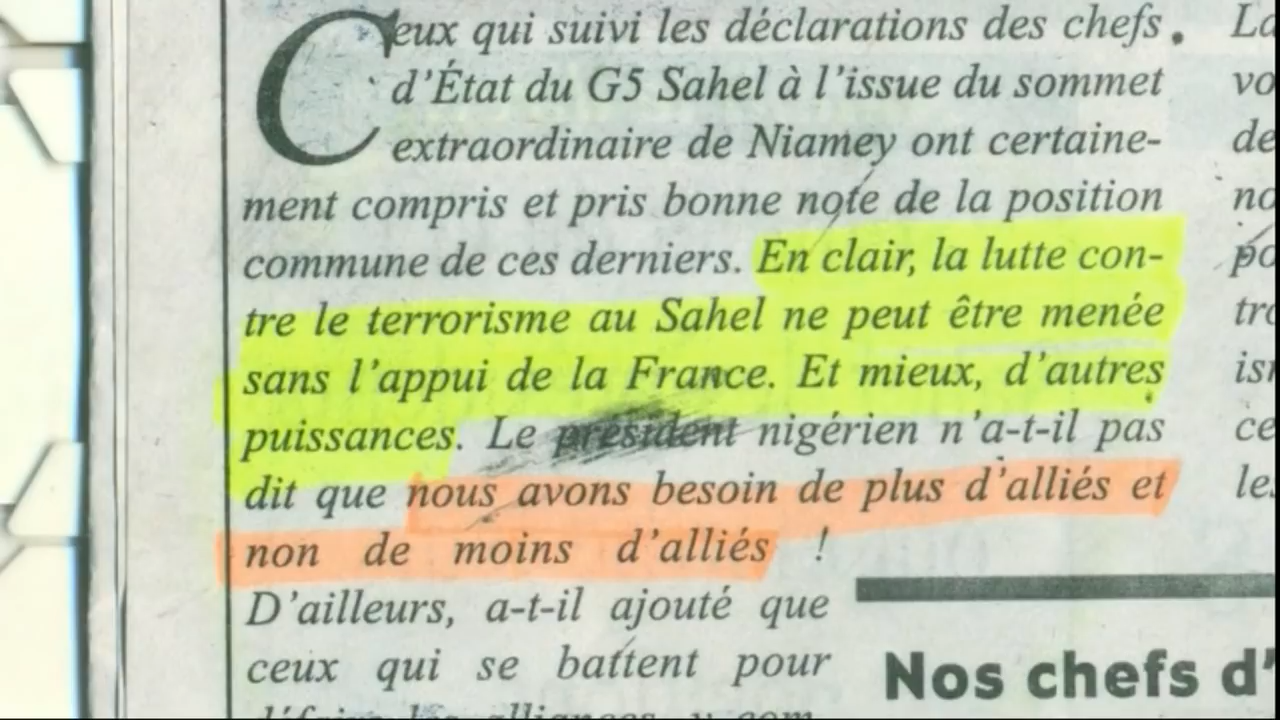 Ceux qui suivi les déclarations des chefs
d'État du G5 Sahel à l'issue du sommet
extraordinaire de Niamey ont certaine-
ment compris et pris bonne note de la position
commune de ces derniers. En clair, la lutte con-
tre le terrorisme au Sahel ne peut être menée
sans l'appui de la France. Et mieux, d'autres
puissances. Le président nigérien n'a-t-il pas
dit que nous avons besoin de plus d'alliés et
non de moins d'alliés !
D'ailleurs, a-t-il ajouté que
ceux qui se battent pour
Nos chefs d'